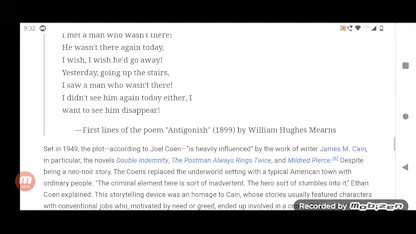 9:32
I met a man who wasn't there!
He wasn't there again today,
I wish, I wish he'd go away!
Yesterday, going up the stairs,
I saw a man who wasn't there!
I didn't see him again today either, I
want to see him disappear!
— First lines of the poem "Antigonish" (1899) by William Hughes Mearns
Set in 1949, the plot—according to Joel Coen—"is heavily influenced" by the work of writer James M. Cain,
in particular, the novels Double Indemnity, The Postman Always Rings Twice, and Mildred Pierce.[6] Despite
being a neo-noir story, The Coens replaced the underworld setting with a typical American town with
ordinary people. "The criminal element here is sort of inadvertent. The hero sort of stumbles into it," Ethan
Coen explained. This storytelling device was an homage to Cain, whose stories usually featured characters
with conventional jobs who, motivated by need or greed, ended up involved in a
Recorded by Mobizen